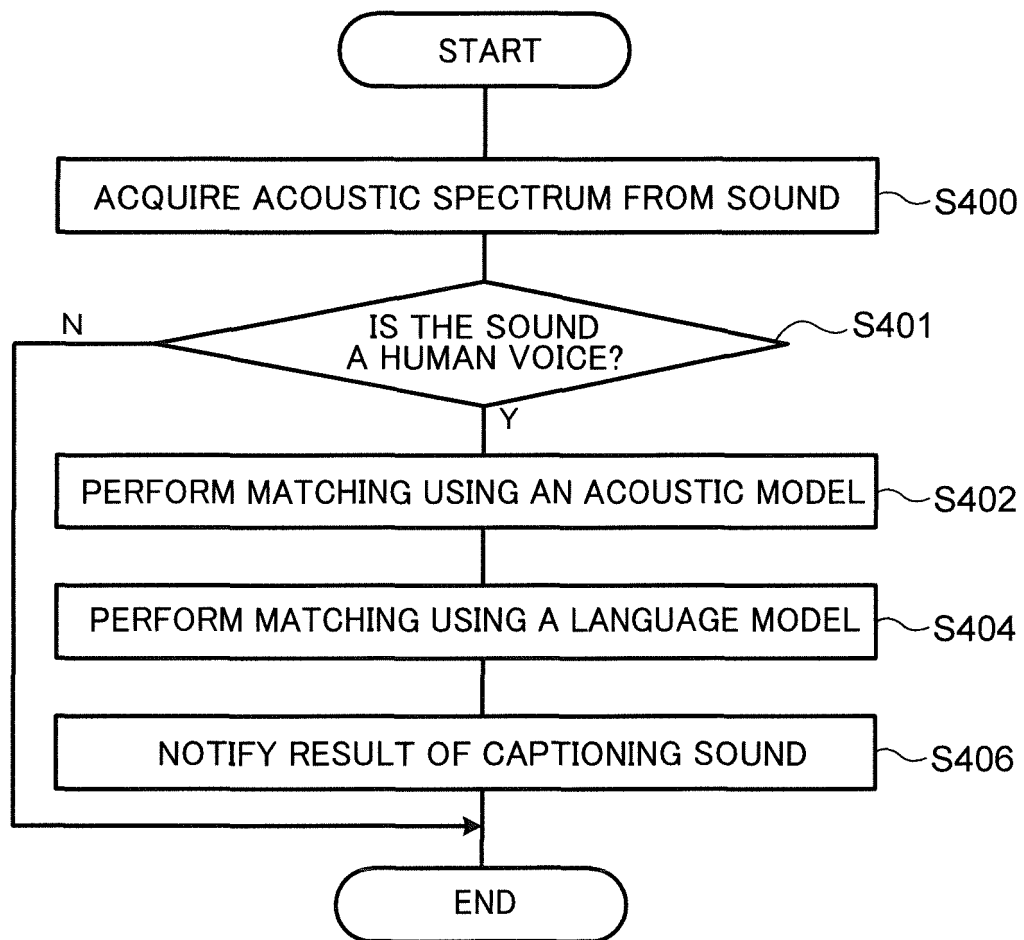 START
ACQUIRE ACOUSTIC SPECTRUM FROM SOUND
S400
IS THE SOUND
A HUMAN VOICE?
S401
N
Y
PERFORM MATCHING USING AN ACOUSTIC MODEL
S402
PERFORM MATCHING USING A LANGUAGE MODEL
S404
NOTIFY RESULT OF CAPTIONING SOUND
S406
END